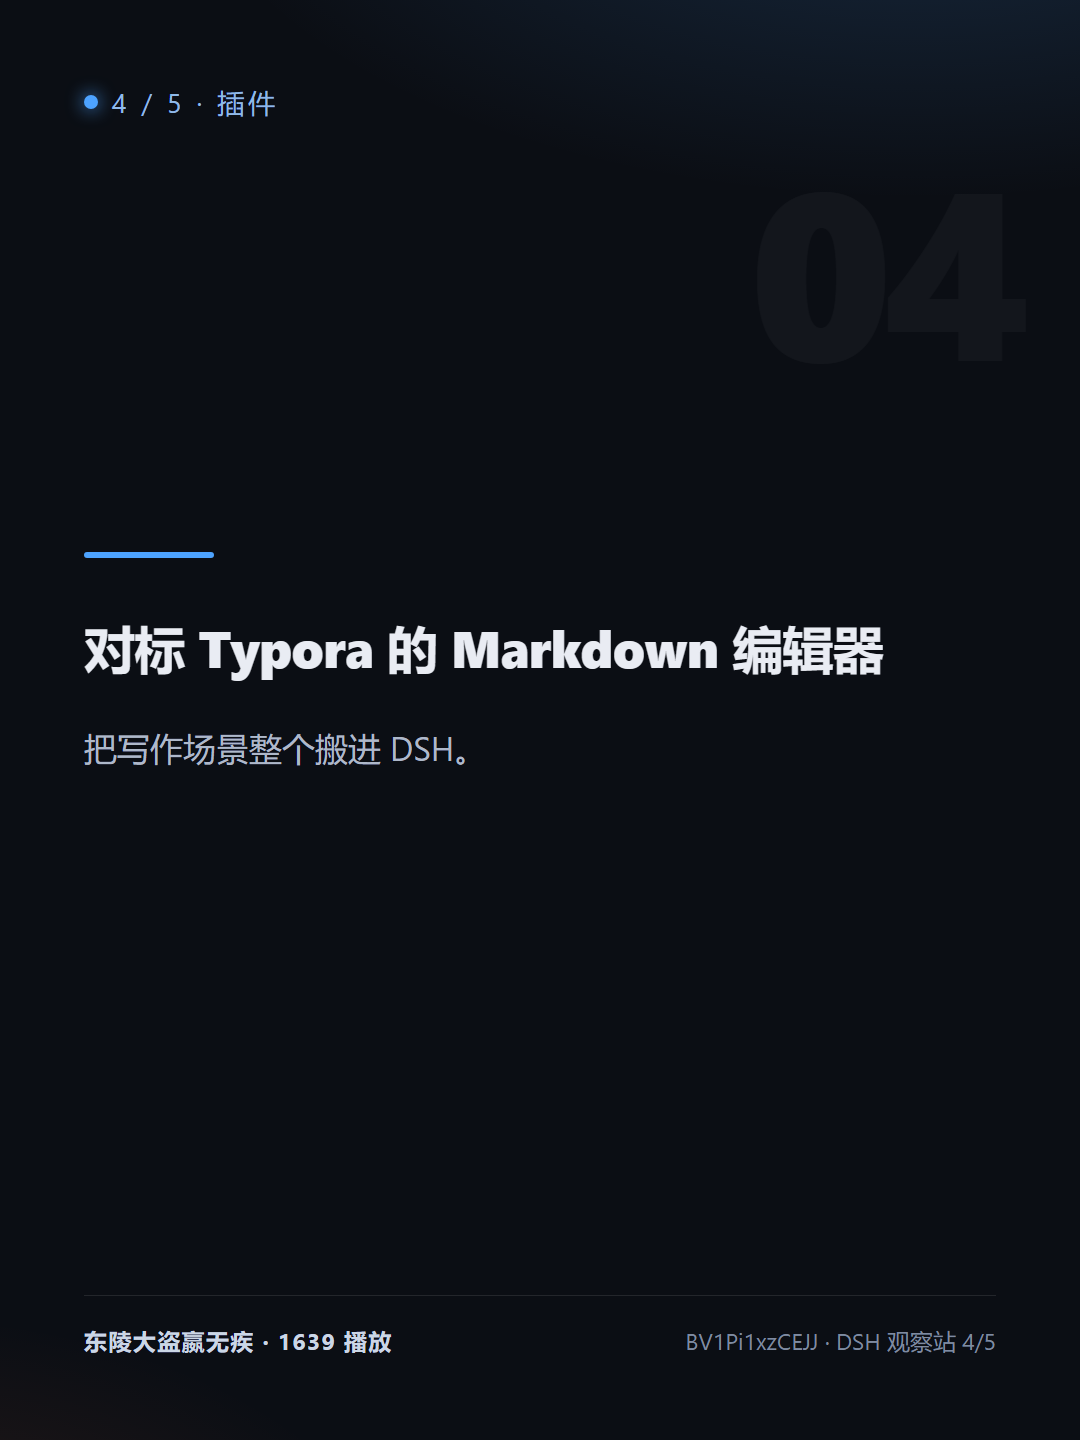 4 / 5 · 插件
04
对标 Typora 的 Markdown 编辑器
把写作场景整个搬进 DSH。
东陵大盗嬴无疾 · 1639 播放
BV1Pi1xzCEJJ · DSH 观察站 4/5